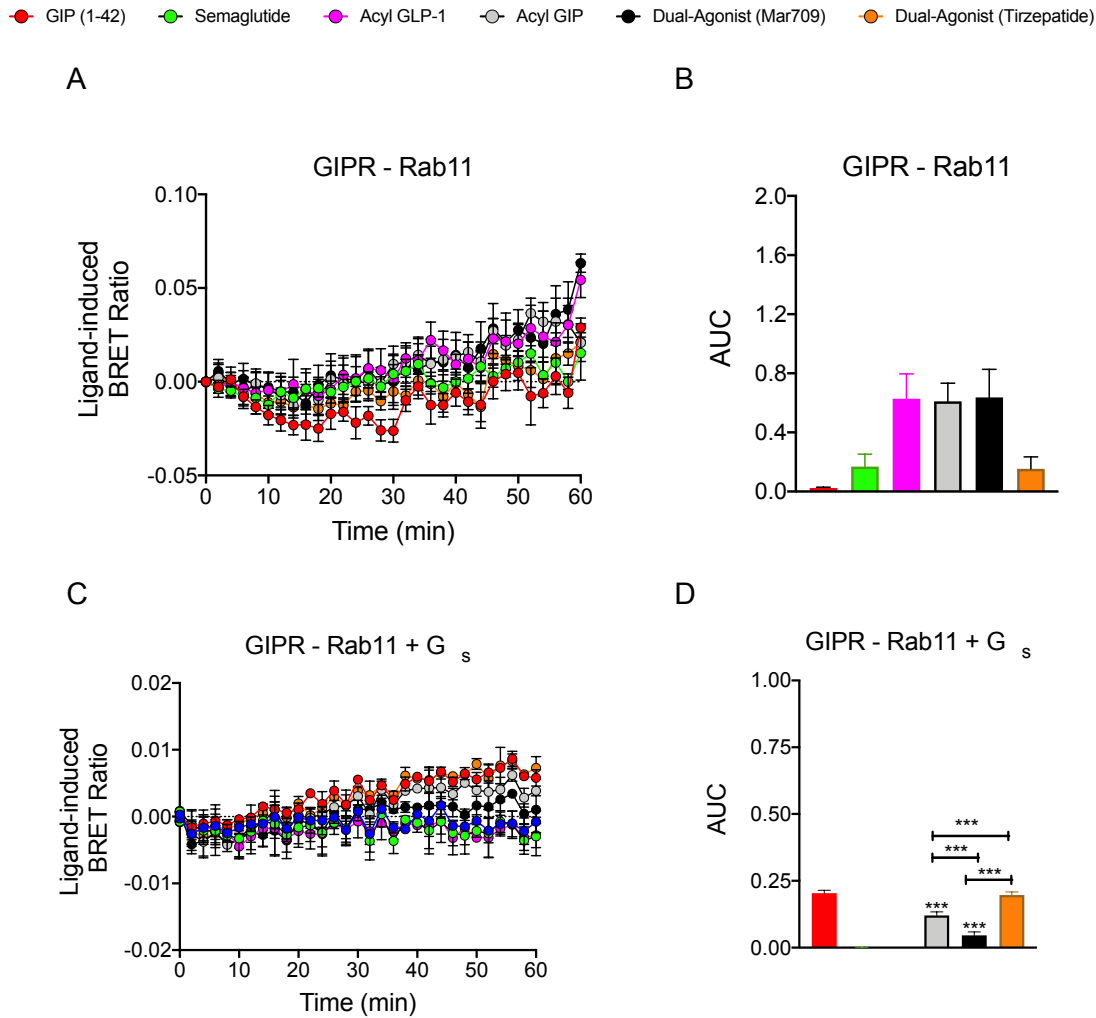 GIP (1-42) Semaglutide Acyl GLP-1 Acyl GIP Dual-Agonist (Mar709) Dual-Agonist (Tirzepatide)
A
GIPR - Rab11
Ligand-induced
BRET Ratio
0.10
0.05
0.00
-0.05
0 10 20 30 40 50 60
Time (min)
B
GIPR - Rab11
AUC
2.0
1.6
1.2
0.8
0.4
0.0
C
GIPR - Rab11 + G s
Ligand-induced
BRET Ratio
0.02
0.01
0.00
-0.01
-0.02
0 10 20 30 40 50 60
Time (min)
D
GIPR - Rab11 + G s
AUC
1.00
0.75
0.50
0.25
0.00
***
***
***
***
***